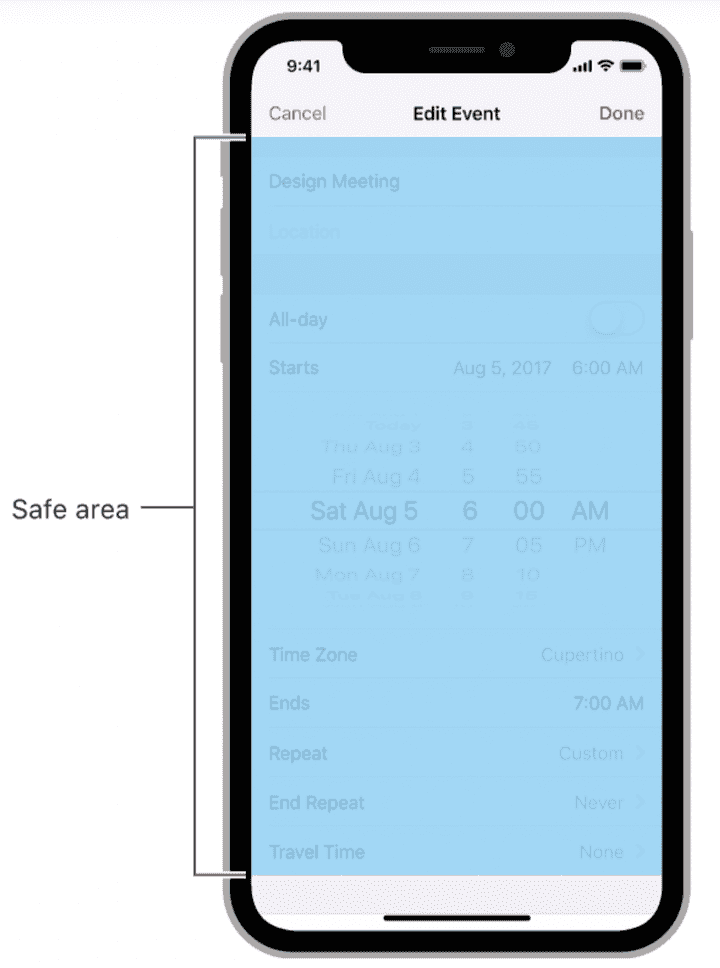 9:41
Cancel Edit Event Done
Design Meeting
Location
All-day
Starts Aug 5, 2017 6:00 AM
Today 3 45
Thu Aug 3 4 50
Fri Aug 4 5 55
Safe area
Sat Aug 5 6 00 AM
Sun Aug 6 7 05 PM
Mon Aug 7 8 10
Tue Aug 8 9 15
Time Zone Cupertino
Ends 7:00 AM
Repeat Custom
End Repeat Never
Travel Time None